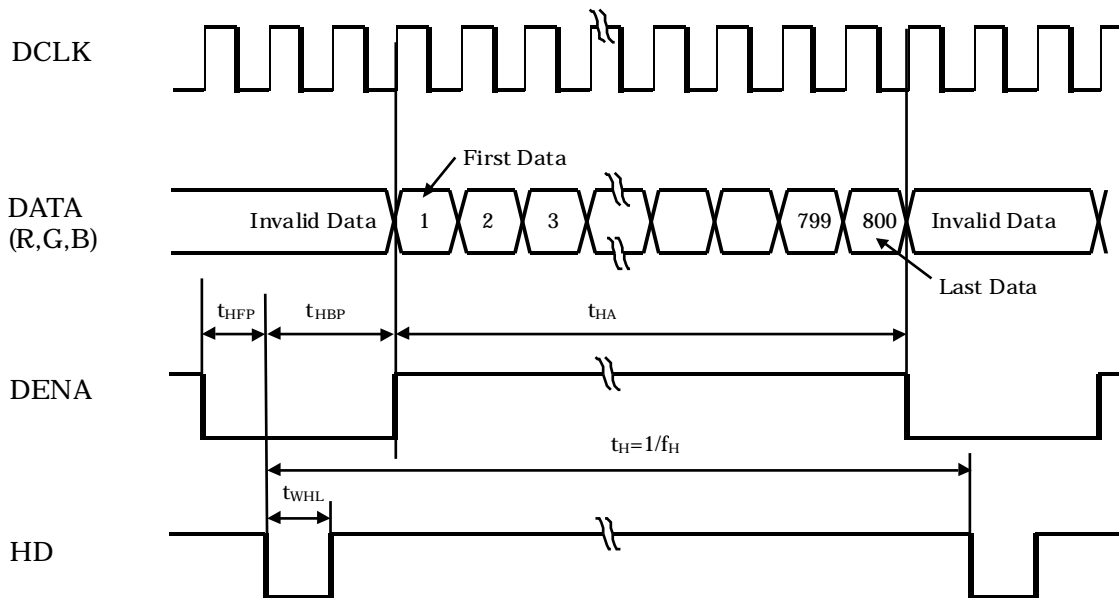 DCLK
First Data
DATA
(R,G,B)
Invalid Data 1 2 3 799 800 Invalid Data
Last Data
tHFP tHBP tHA
DENA
tH=1/fH
tWHL
HD